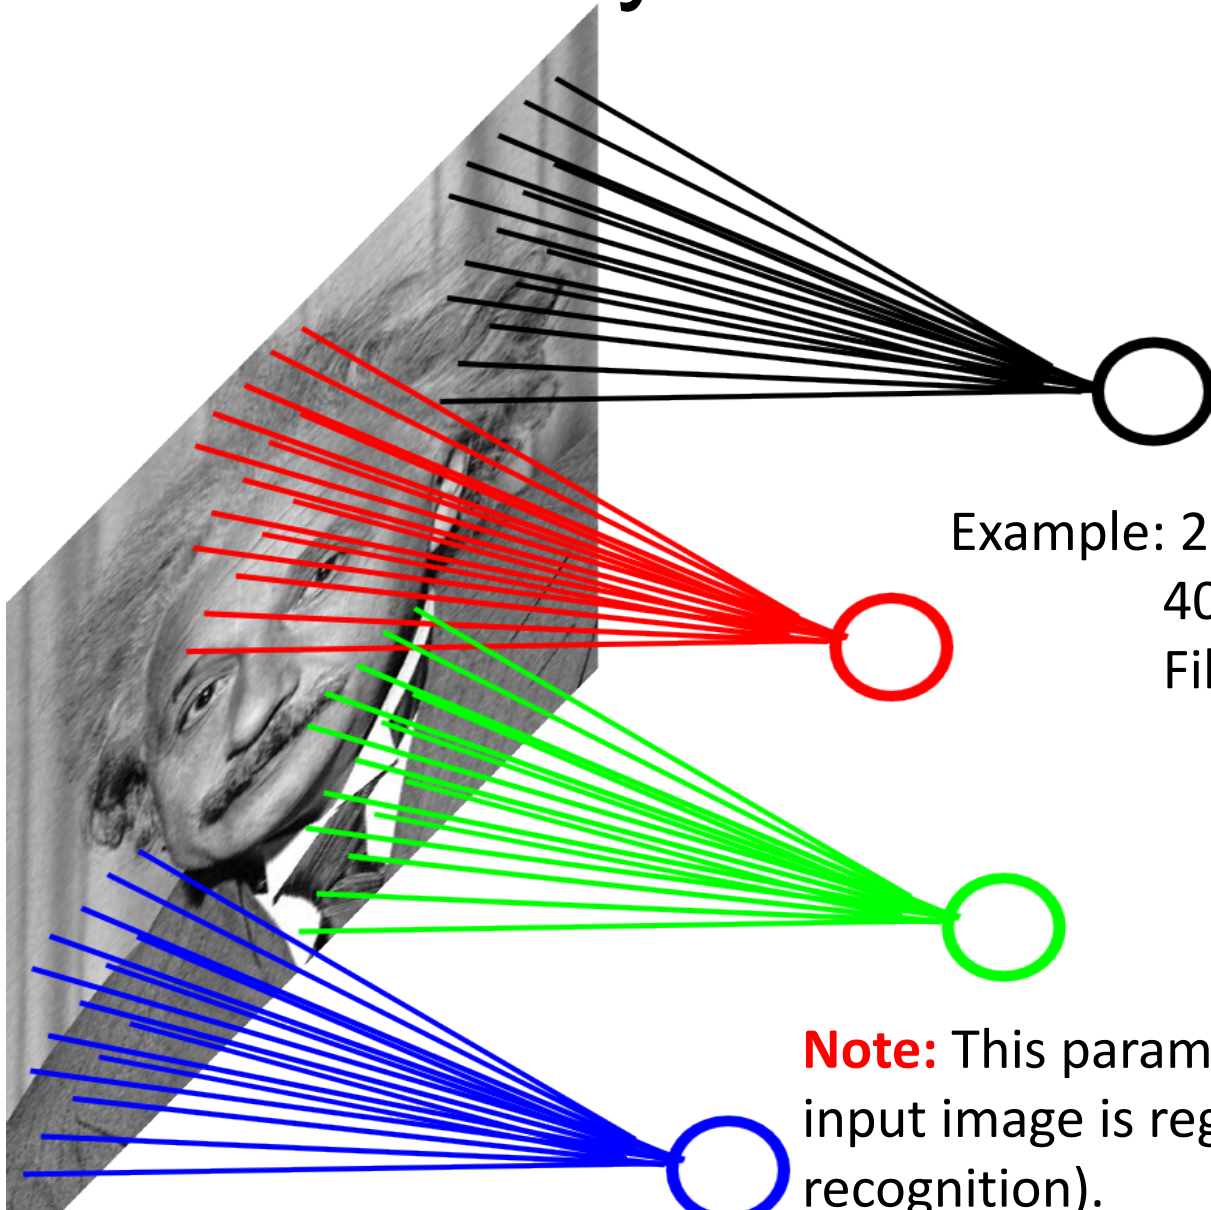 Example: 2
40
Fil
Note: This param
input image is reg
recognition).